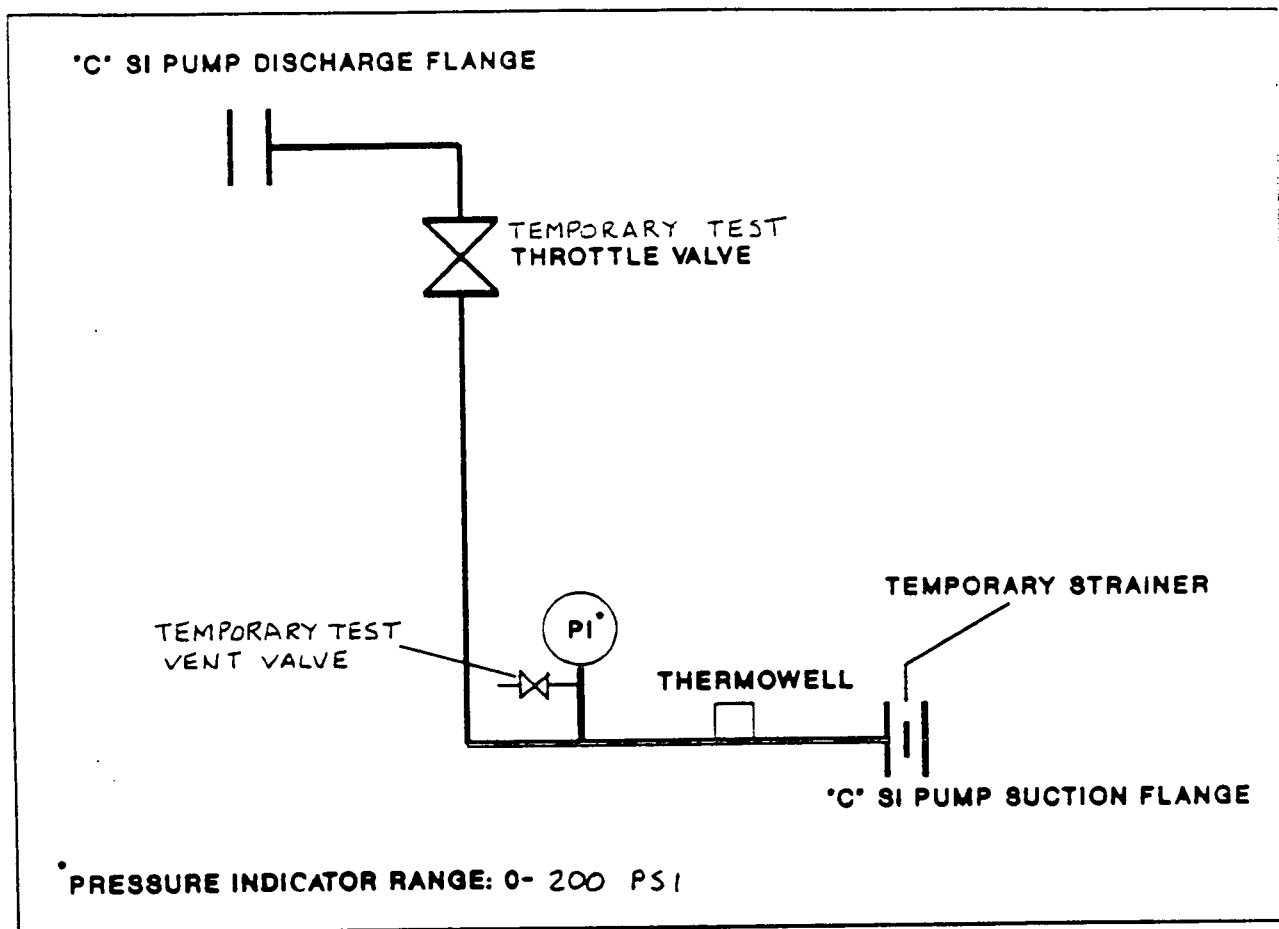 "C" SI PUMP DISCHARGE FLANGE
TEMPORARY TEST
THROTTLE VALVE
TEMPORARY STRAINER
TEMPORARY TEST
VENT VALVE
PI*
THERMOWELL
"C" SI PUMP SUCTION FLANGE
*PRESSURE INDICATOR RANGE: 0- 200 PSI